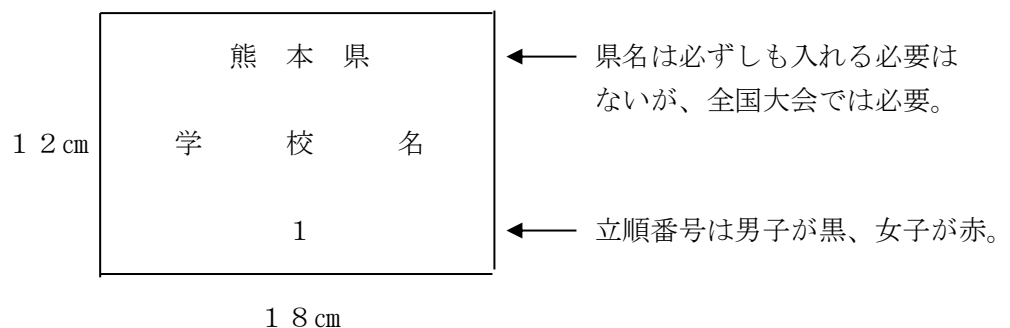 熊 本 県
県名は必ずしも入れる必要は
ないが、全国大会では必要。
１２㎝
学 校 名
１
立順番号は男子が黒、女子が赤。
１８㎝